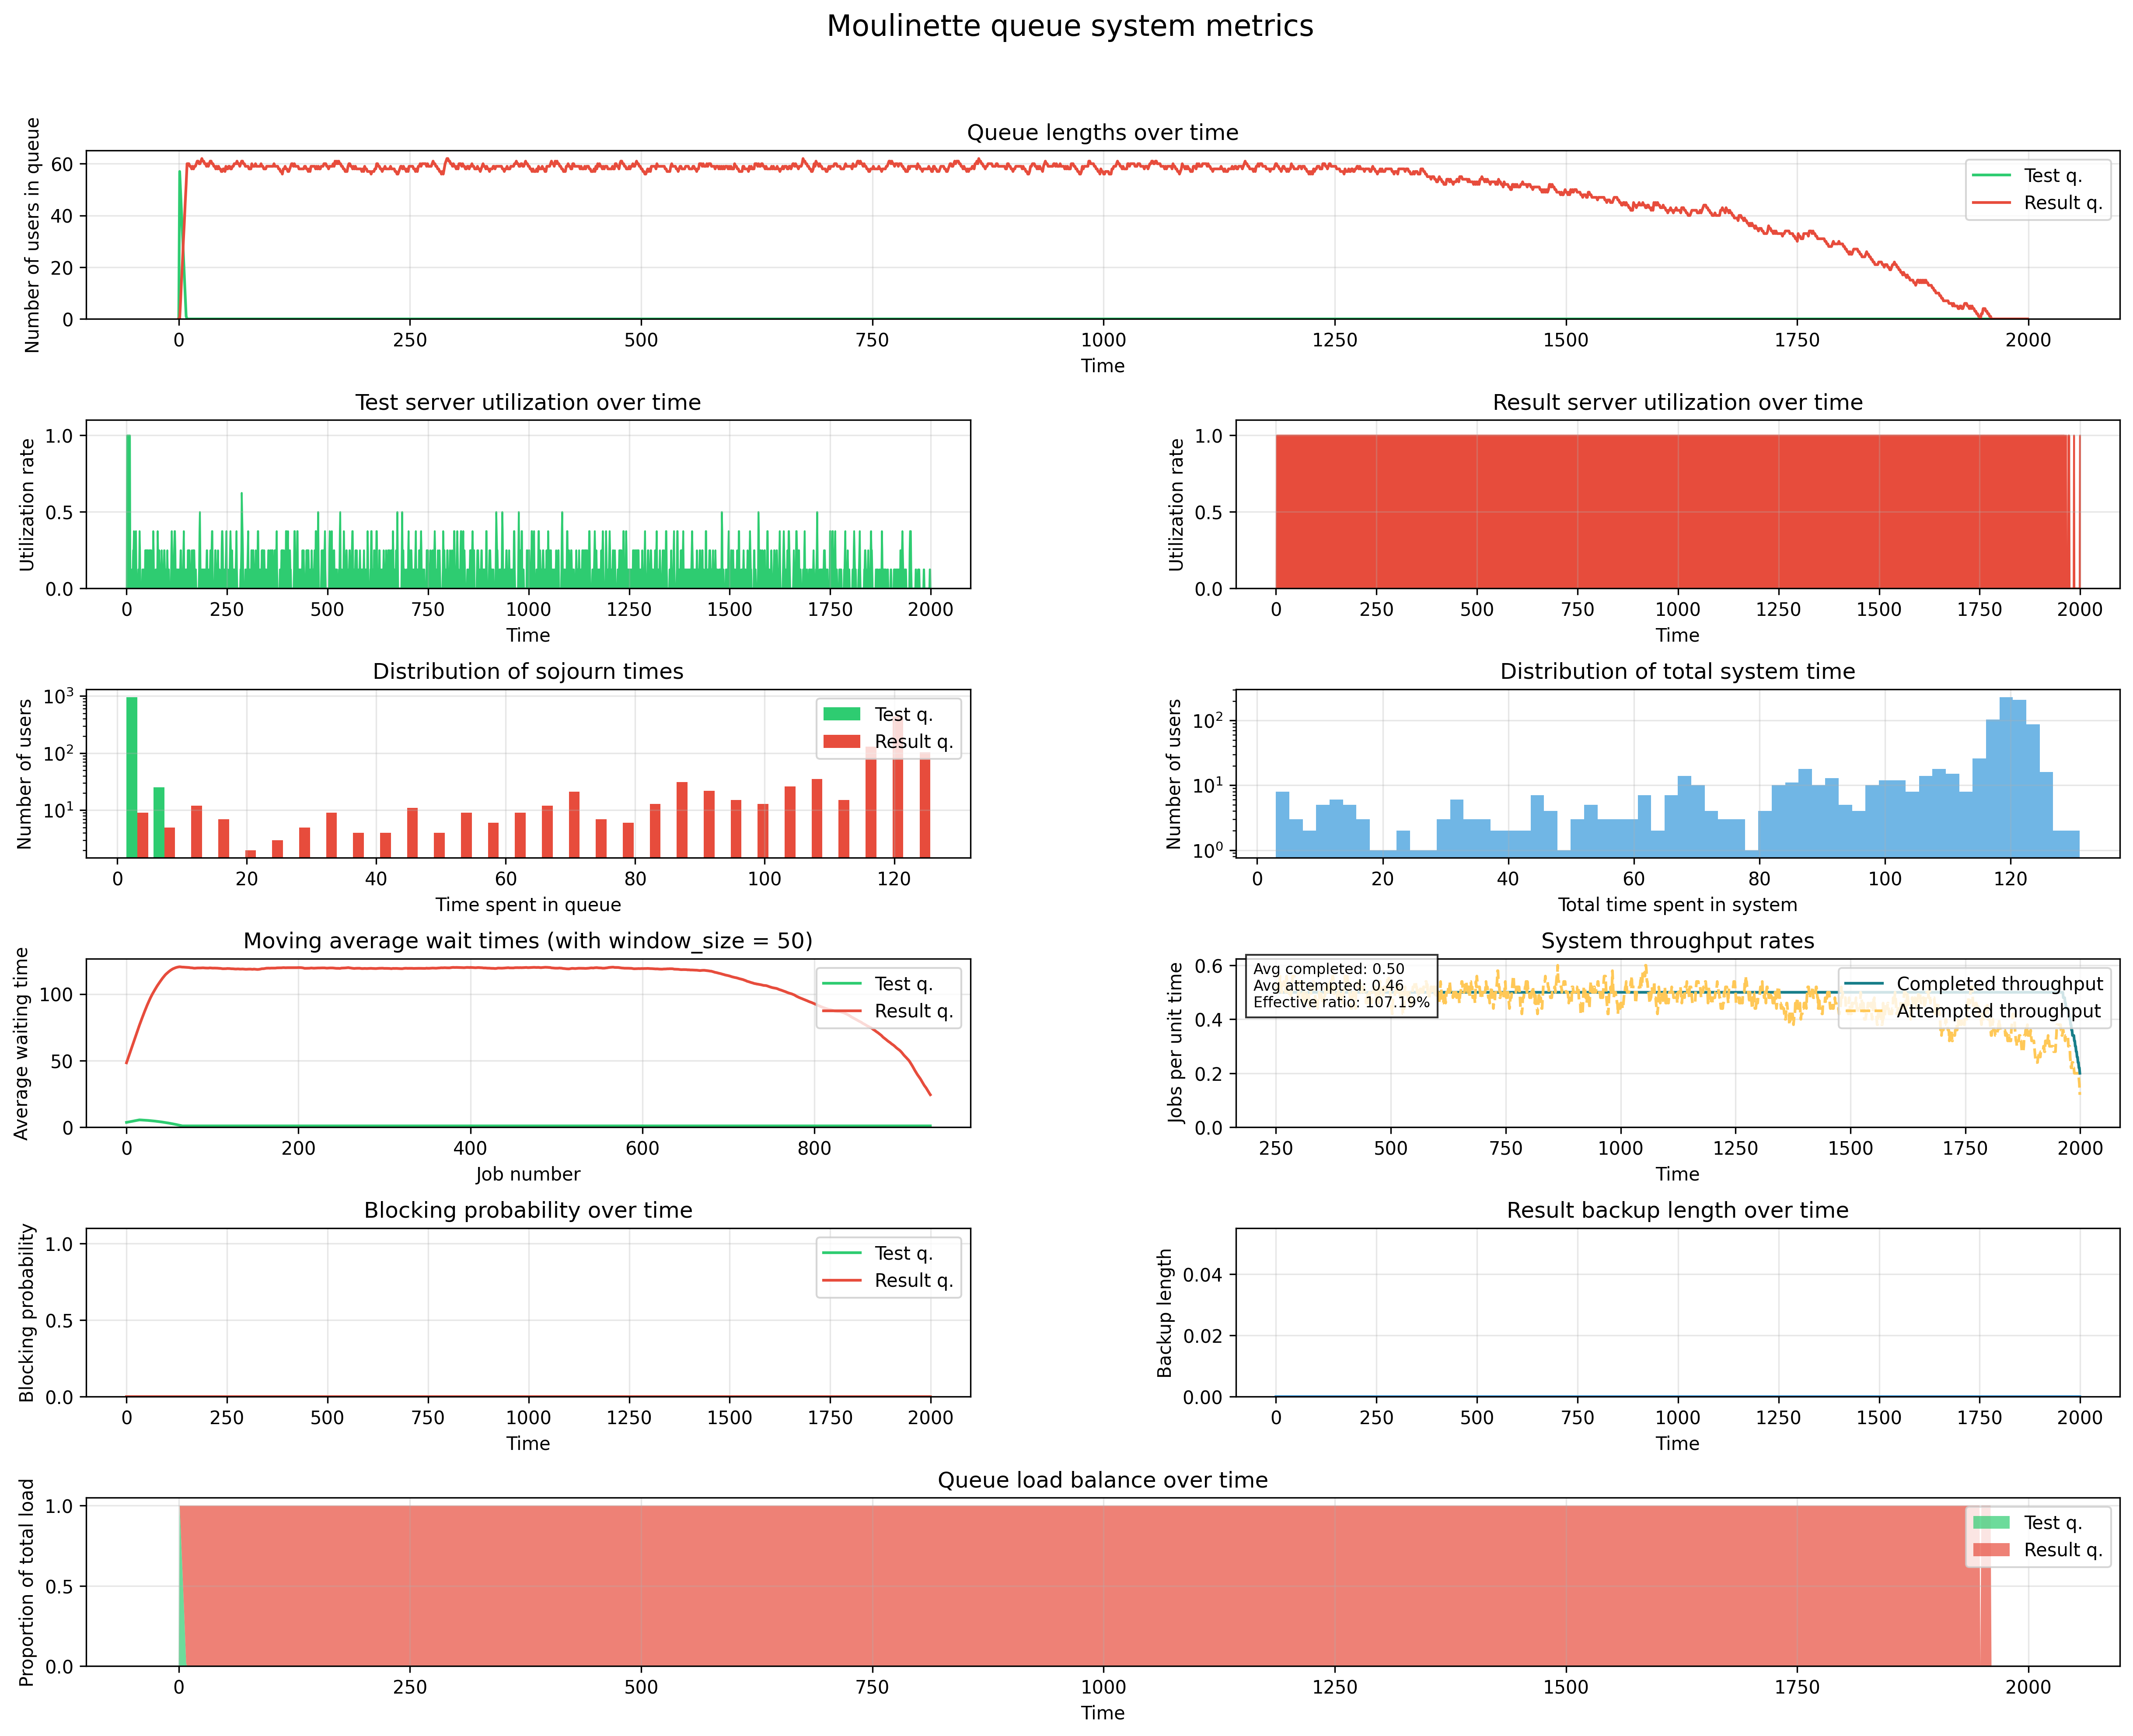 Moulinette queue system metrics
Queue lengths over time
Number of users in queue
60
40
20
0
Test q.
Result q.
0 250 500 750 1000 1250 1500 1750 2000
Time
Test server utilization over time
Utilization rate
1.0
0.5
0.0
0 250 500 750 1000 1250 1500 1750 2000
Time
Result server utilization over time
Utilization rate
1.0
0.5
0.0
0 250 500 750 1000 1250 1500 1750 2000
Time
Distribution of sojourn times
Number of users
10³
10²
10¹
Test q.
Result q.
0 20 40 60 80 100 120
Time spent in queue
Distribution of total system time
Number of users
10²
10¹
10⁰
0 20 40 60 80 100 120
Total time spent in system
Moving average wait times (with window_size = 50)
Average waiting time
100
50
0
Test q.
Result q.
0 200 400 600 800
Job number
System throughput rates
Jobs per unit time
0.6
0.4
0.2
0.0
Avg completed: 0.50
Avg attempted: 0.46
Effective ratio: 107.19%
Completed throughput
Attempted throughput
250 500 750 1000 1250 1500 1750 2000
Time
Blocking probability over time
Blocking probability
1.0
0.5
0.0
Test q.
Result q.
0 250 500 750 1000 1250 1500 1750 2000
Time
Result backup length over time
Backup length
0.04
0.02
0.00
0 250 500 750 1000 1250 1500 1750 2000
Time
Queue load balance over time
Proportion of total load
1.0
0.5
0.0
Test q.
Result q.
0 250 500 750 1000 1250 1500 1750 2000
Time